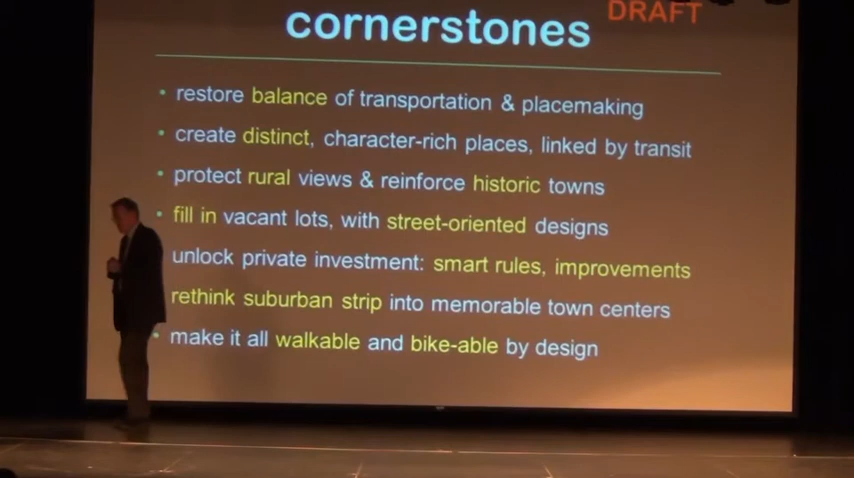 DRAFT
cornerstones
• restore balance of transportation & placemaking
• create distinct, character-rich places, linked by transit
• protect rural views & reinforce historic towns
• fill in vacant lots, with street-oriented designs
unlock private investment: smart rules, improvements
rethink suburban strip into memorable town centers
• make it all walkable and bike-able by design